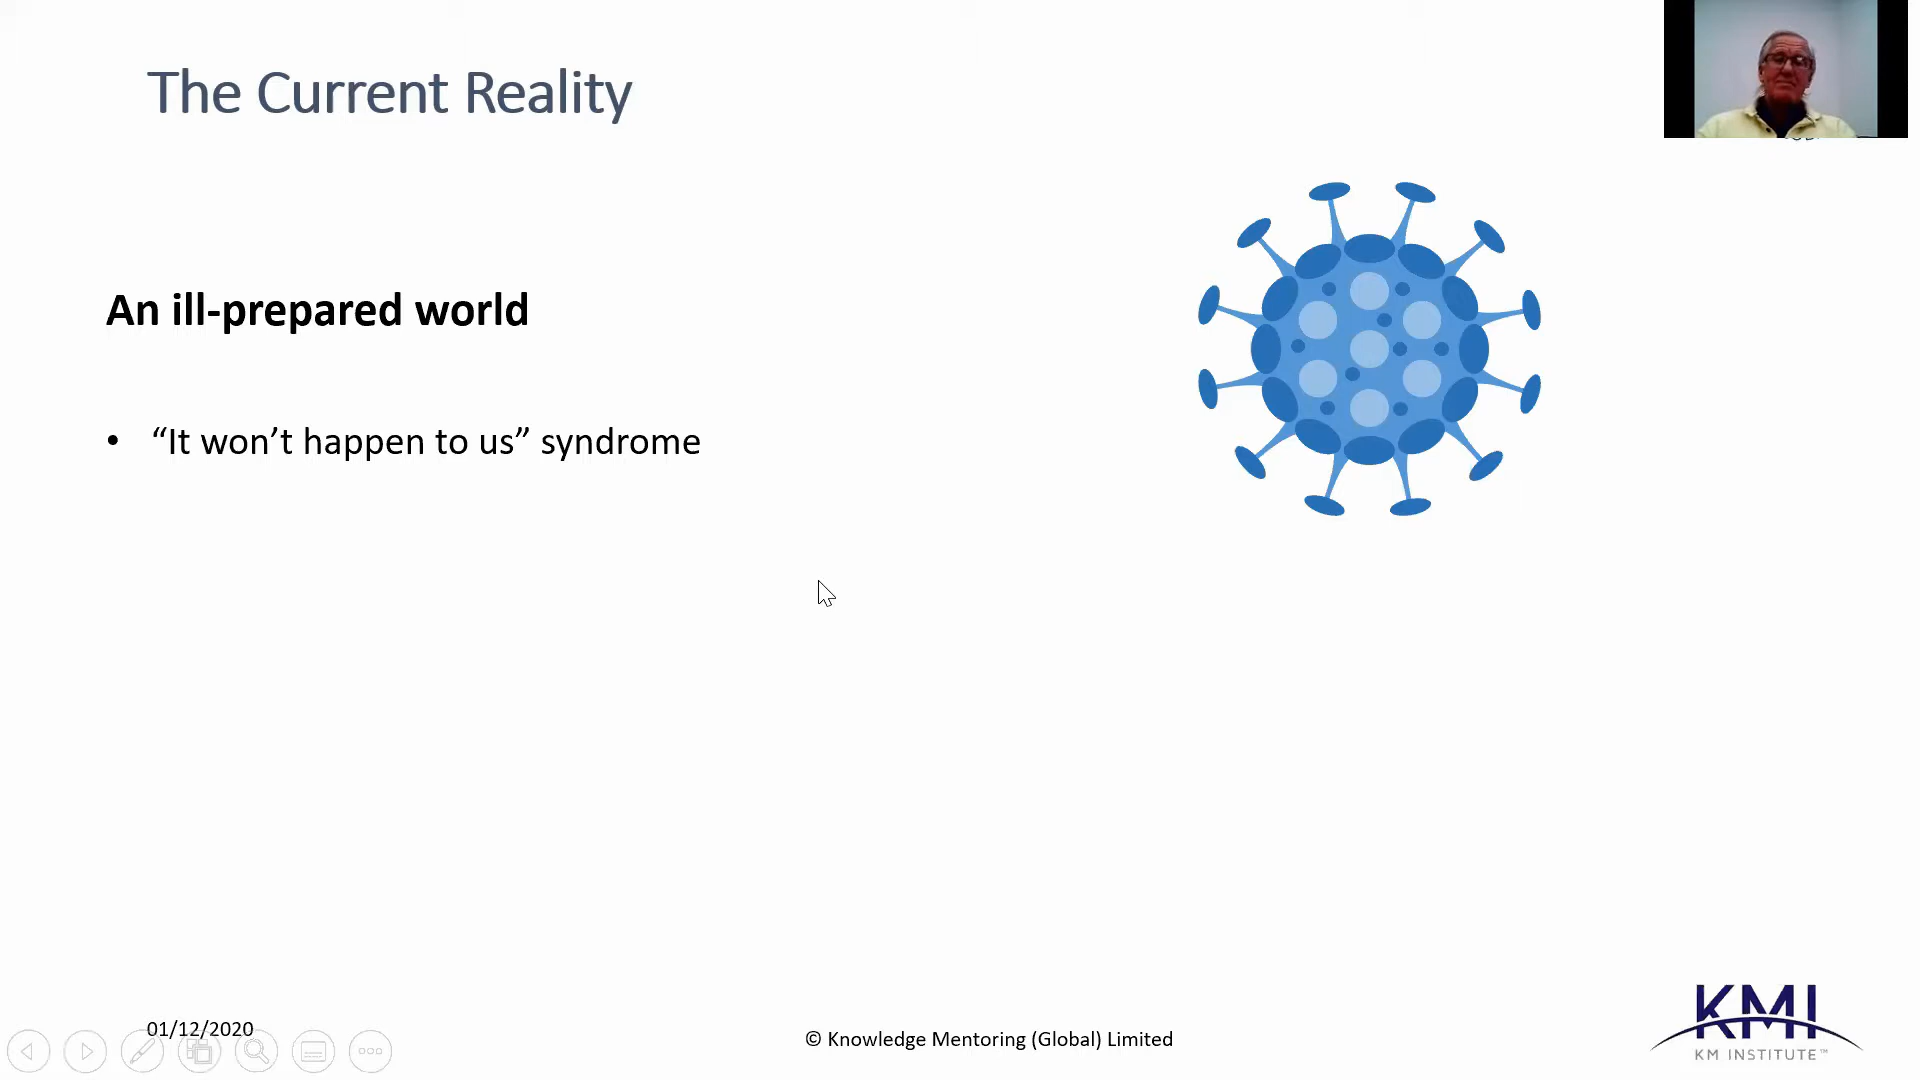 The Current Reality
An ill-prepared world
• “It won’t happen to us” syndrome
01/12/2020
© Knowledge Mentoring (Global) Limited
KMI
KM INSTITUTE™